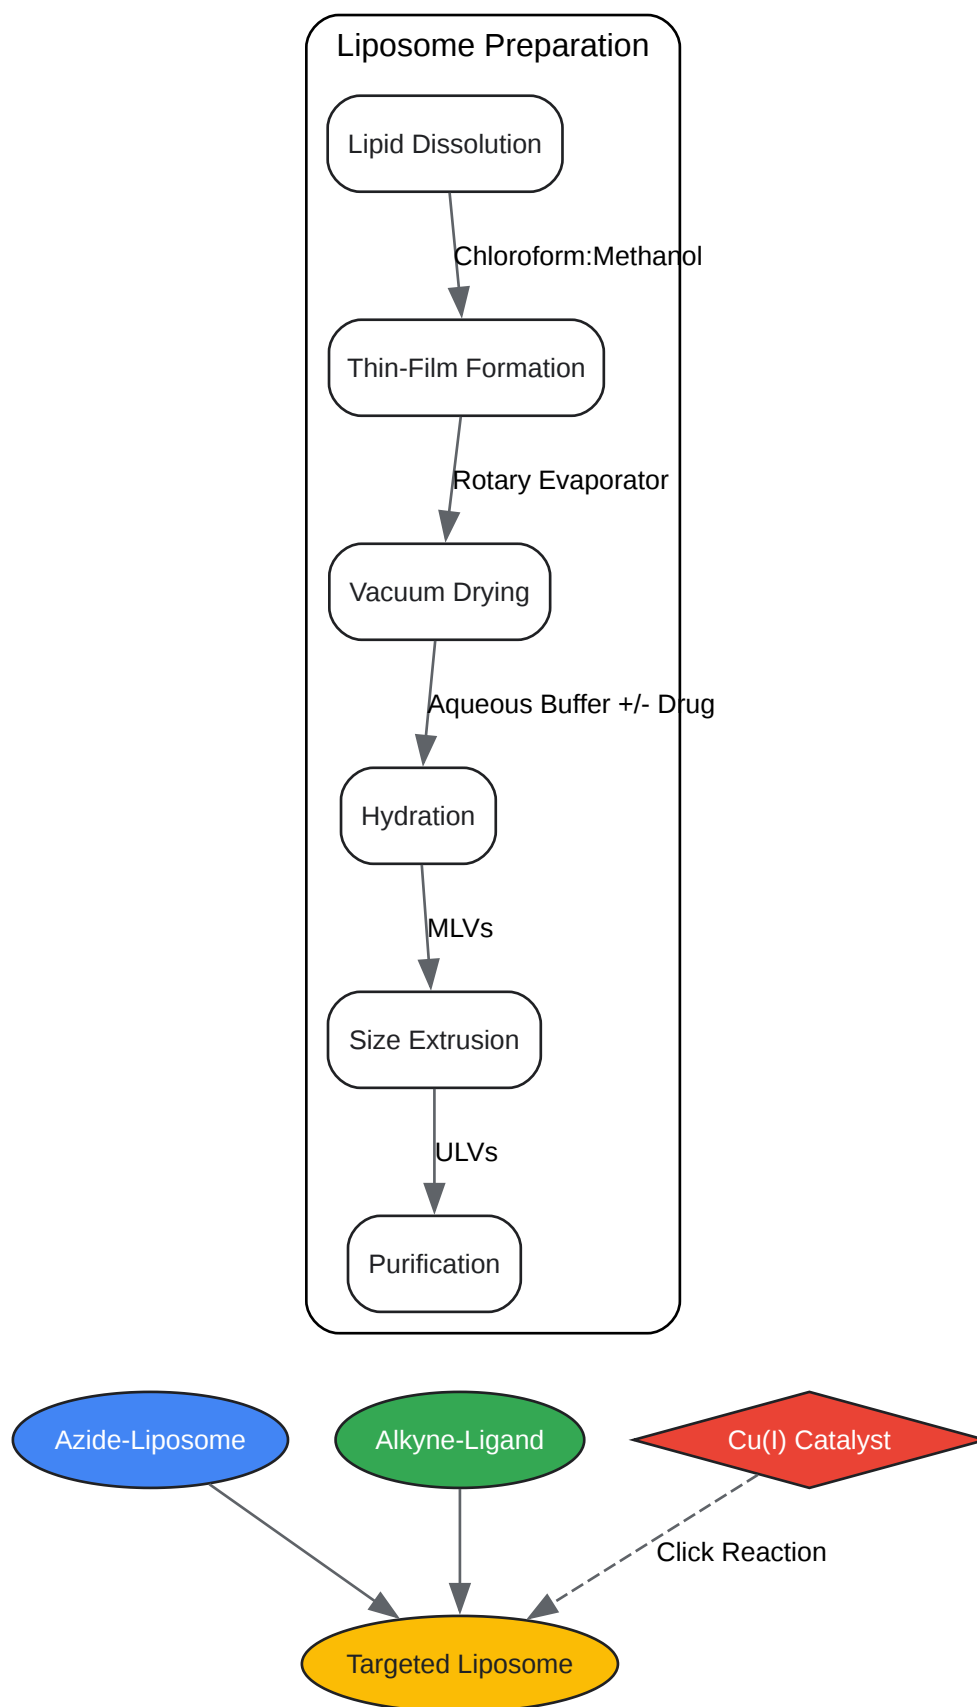 Liposome Preparation
Lipid Dissolution
Chloroform:Methanol
Thin-Film Formation
Rotary Evaporator
Vacuum Drying
Aqueous Buffer +/- Drug
Hydration
MLVs
Size Extrusion
ULVs
Purification
Azide-Liposome
Alkyne-Ligand
Cu(I) Catalyst
Click Reaction
Targeted Liposome